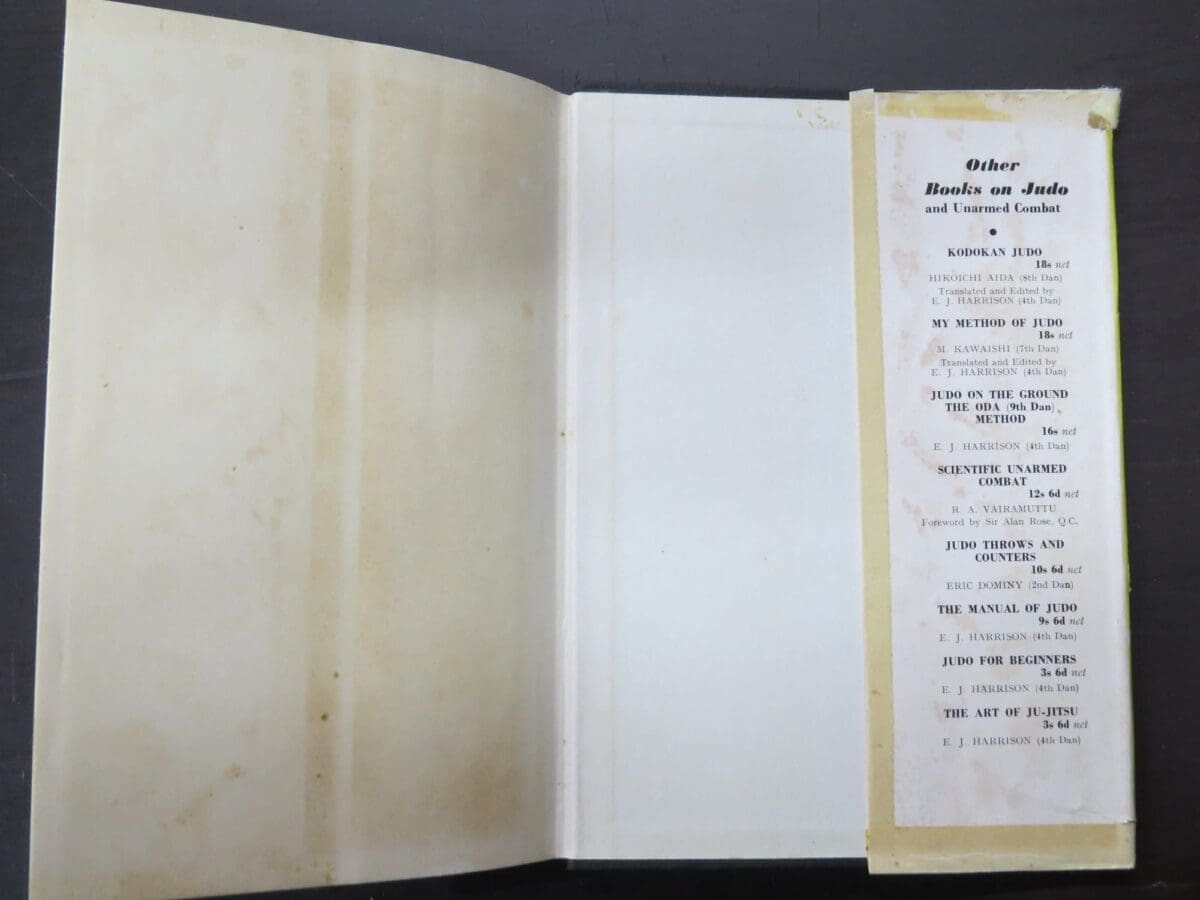 Other
Books on Judo
and Unarmed Combat
•
KODOKAN JUDO
18s net
HIKOICHI AIDA (8th Dan)
Translated and Edited by
E. J. HARRISON (4th Dan)
MY METHOD OF JUDO
18s net
M. KAWAISHI (7th Dan)
Translated and Edited by
E. J. HARRISON (4th Dan)
JUDO ON THE GROUND
THE ODA (9th Dan)
METHOD
16s net
E. J. HARRISON (4th Dan)
SCIENTIFIC UNARMED
COMBAT
12s 6d net
R. A. VAIRAMUTTU
Foreword by Sir Alan Rose, Q.C.
JUDO THROWS AND
COUNTERS
10s 6d net
ERIC DOMINY (2nd Dan)
THE MANUAL OF JUDO
9s 6d net
E. J. HARRISON (4th Dan)
JUDO FOR BEGINNERS
3s 6d net
E. J. HARRISON (4th Dan)
THE ART OF JU-JITSU
3s 6d net
E. J. HARRISON (4th Dan)